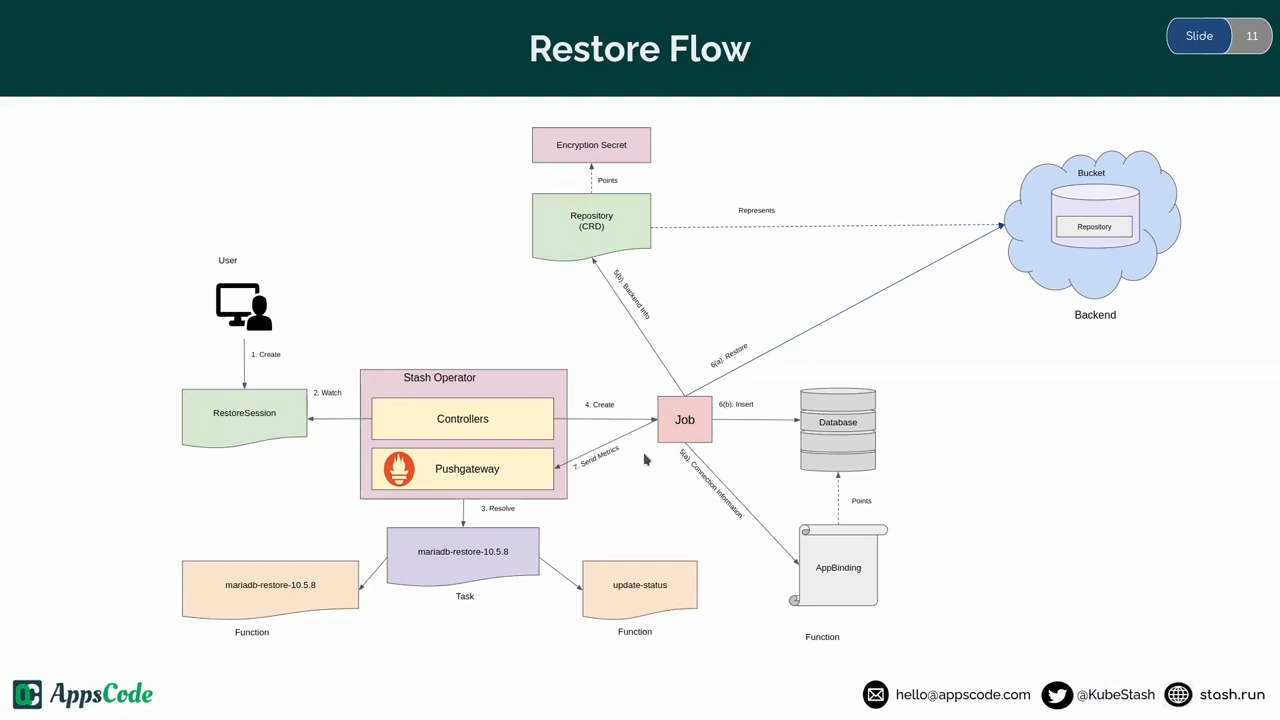 Restore Flow
Slide 11
Encryption Secret
Points
Repository
(CRD)
Represents
Bucket
Repository
Backend
User
1. Create
5(b). Backend info
6(a). Restore
Stash Operator
2. Watch
RestoreSession
Controllers
4. Create
Job
6(b). Insert
Database
Pushgateway
7. Send Metrics
5(a). Connection Information
Points
3. Resolve
mariadb-restore-10.5.8
Task
mariadb-restore-10.5.8
Function
update-status
Function
AppBinding
Function
AppsCode
hello@appscode.com
@KubeStash
stash.run